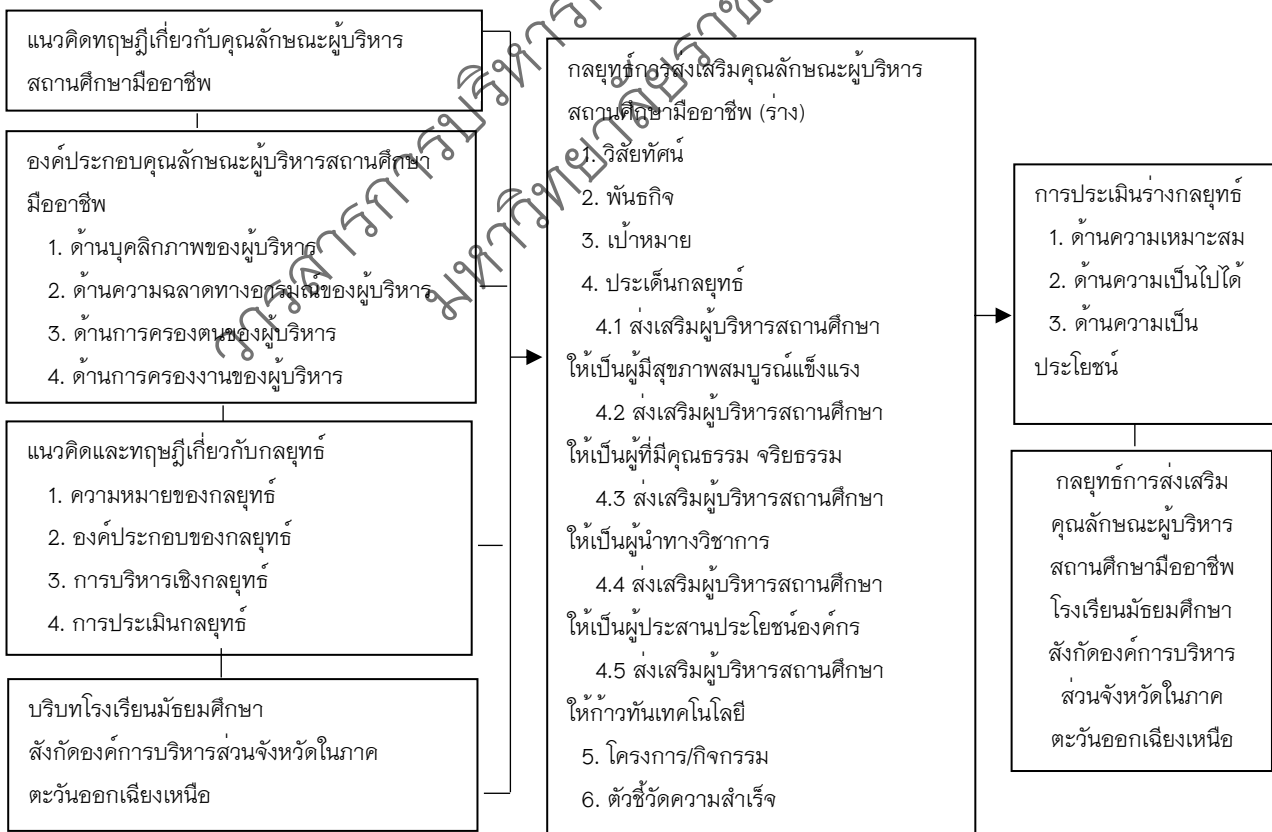 แนวคิดทฤษฎีเกี่ยวกับคุณลักษณะผู้บริหาร
สถานศึกษามืออาชีพ
องค์ประกอบคุณลักษณะผู้บริหารสถานศึกษา
มืออาชีพ
1. ด้านบุคลิกภาพของผู้บริหาร
2. ด้านความฉลาดทางอารมณ์ของผู้บริหาร
3. ด้านการครองตนของผู้บริหาร
4. ด้านการครองงานของผู้บริหาร
แนวคิดและทฤษฎีเกี่ยวกับกลยุทธ์
1. ความหมายของกลยุทธ์
2. องค์ประกอบของกลยุทธ์
3. การบริหารเชิงกลยุทธ์
4. การประเมินกลยุทธ์
บริบทโรงเรียนมัธยมศึกษา
สังกัดองค์การบริหารส่วนจังหวัดในภาค
ตะวันออกเฉียงเหนือ
กลยุทธ์การส่งเสริมคุณลักษณะผู้บริหาร
สถานศึกษามืออาชีพ (ร่าง)
1. วิสัยทัศน์
2. พันธกิจ
3. เป้าหมาย
4. ประเด็นกลยุทธ์
4.1 ส่งเสริมผู้บริหารสถานศึกษา
ให้เป็นผู้มีสุขภาพสมบูรณ์แข็งแรง
4.2 ส่งเสริมผู้บริหารสถานศึกษา
ให้เป็นผู้ที่มีคุณธรรม จริยธรรม
4.3 ส่งเสริมผู้บริหารสถานศึกษา
ให้เป็นผู้นำทางวิชาการ
4.4 ส่งเสริมผู้บริหารสถานศึกษา
ให้เป็นผู้ประสานประโยชน์องค์กร
4.5 ส่งเสริมผู้บริหารสถานศึกษา
ให้ก้าวทันเทคโนโลยี
5. โครงการ/กิจกรรม
6. ตัวชี้วัดความสำเร็จ
การประเมินร่างกลยุทธ์
1. ด้านความเหมาะสม
2. ด้านความเป็นไปได้
3. ด้านความเป็น
ประโยชน์
กลยุทธ์การส่งเสริม
คุณลักษณะผู้บริหาร
สถานศึกษามืออาชีพ
โรงเรียนมัธยมศึกษา
สังกัดองค์การบริหาร
ส่วนจังหวัดในภาค
ตะวันออกเฉียงเหนือ
วารสารการบริหาร
มหาวิทยาลัยราช